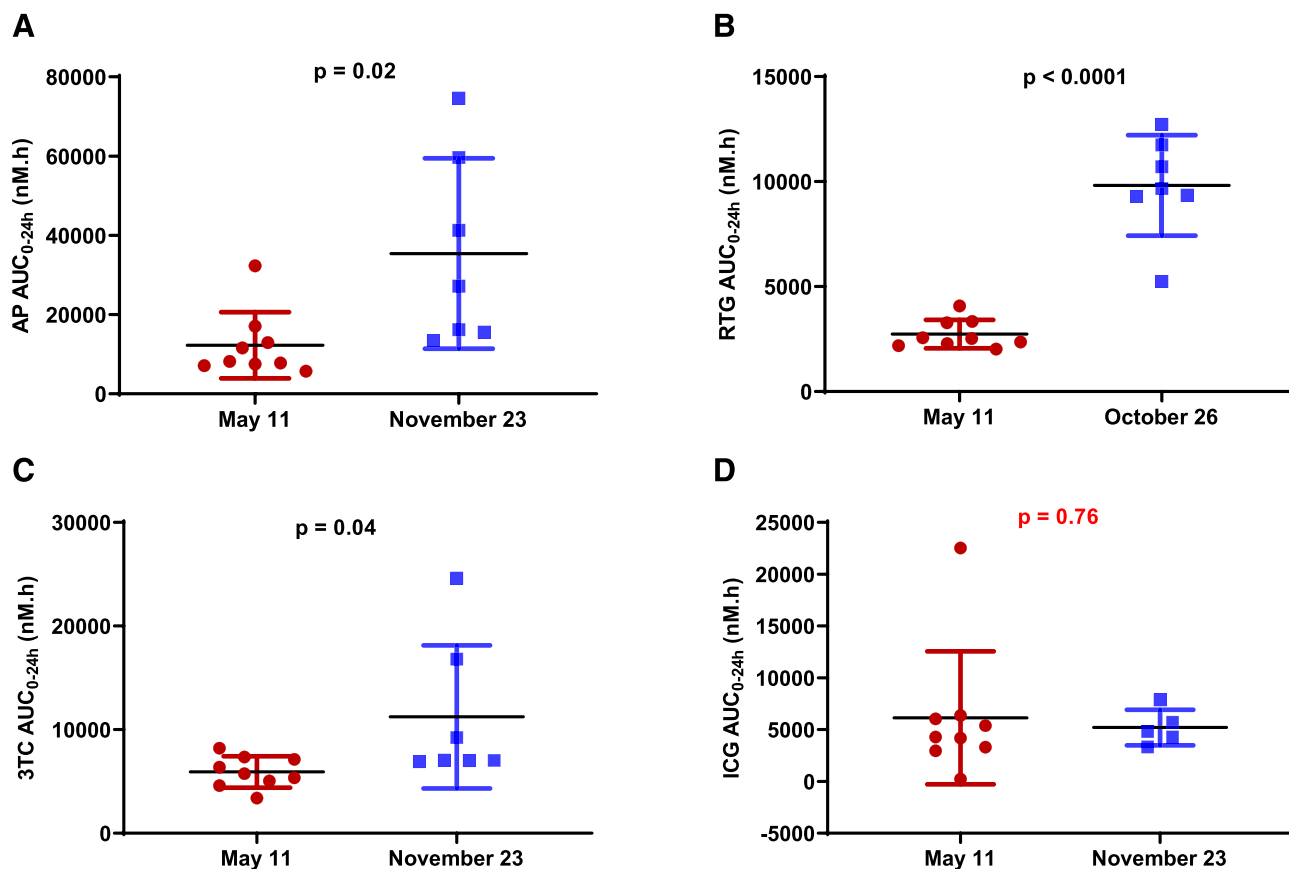 A
p = 0.02
AP AUC0-24h (nM.h)
80000
60000
40000
20000
0
May 11
November 23
B
p < 0.0001
RTG AUC0-24h (nM.h)
15000
10000
5000
0
May 11
October 26
C
p = 0.04
3TC AUC0-24h (nM.h)
30000
20000
10000
0
May 11
November 23
D
p = 0.76
ICG AUC0-24h (nM.h)
25000
20000
15000
10000
5000
0
-5000
May 11
November 23